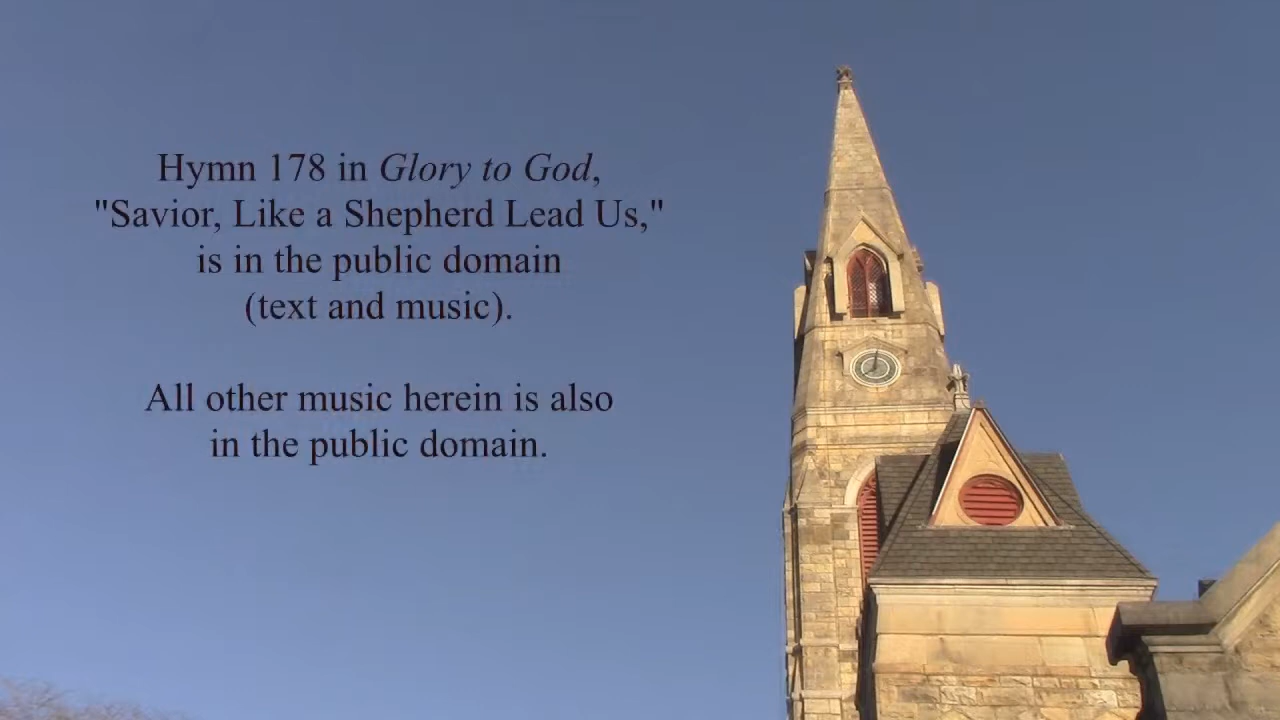 Hymn 178 in Glory to God,
"Savior, Like a Shepherd Lead Us,"
is in the public domain
(text and music).
All other music herein is also
in the public domain.